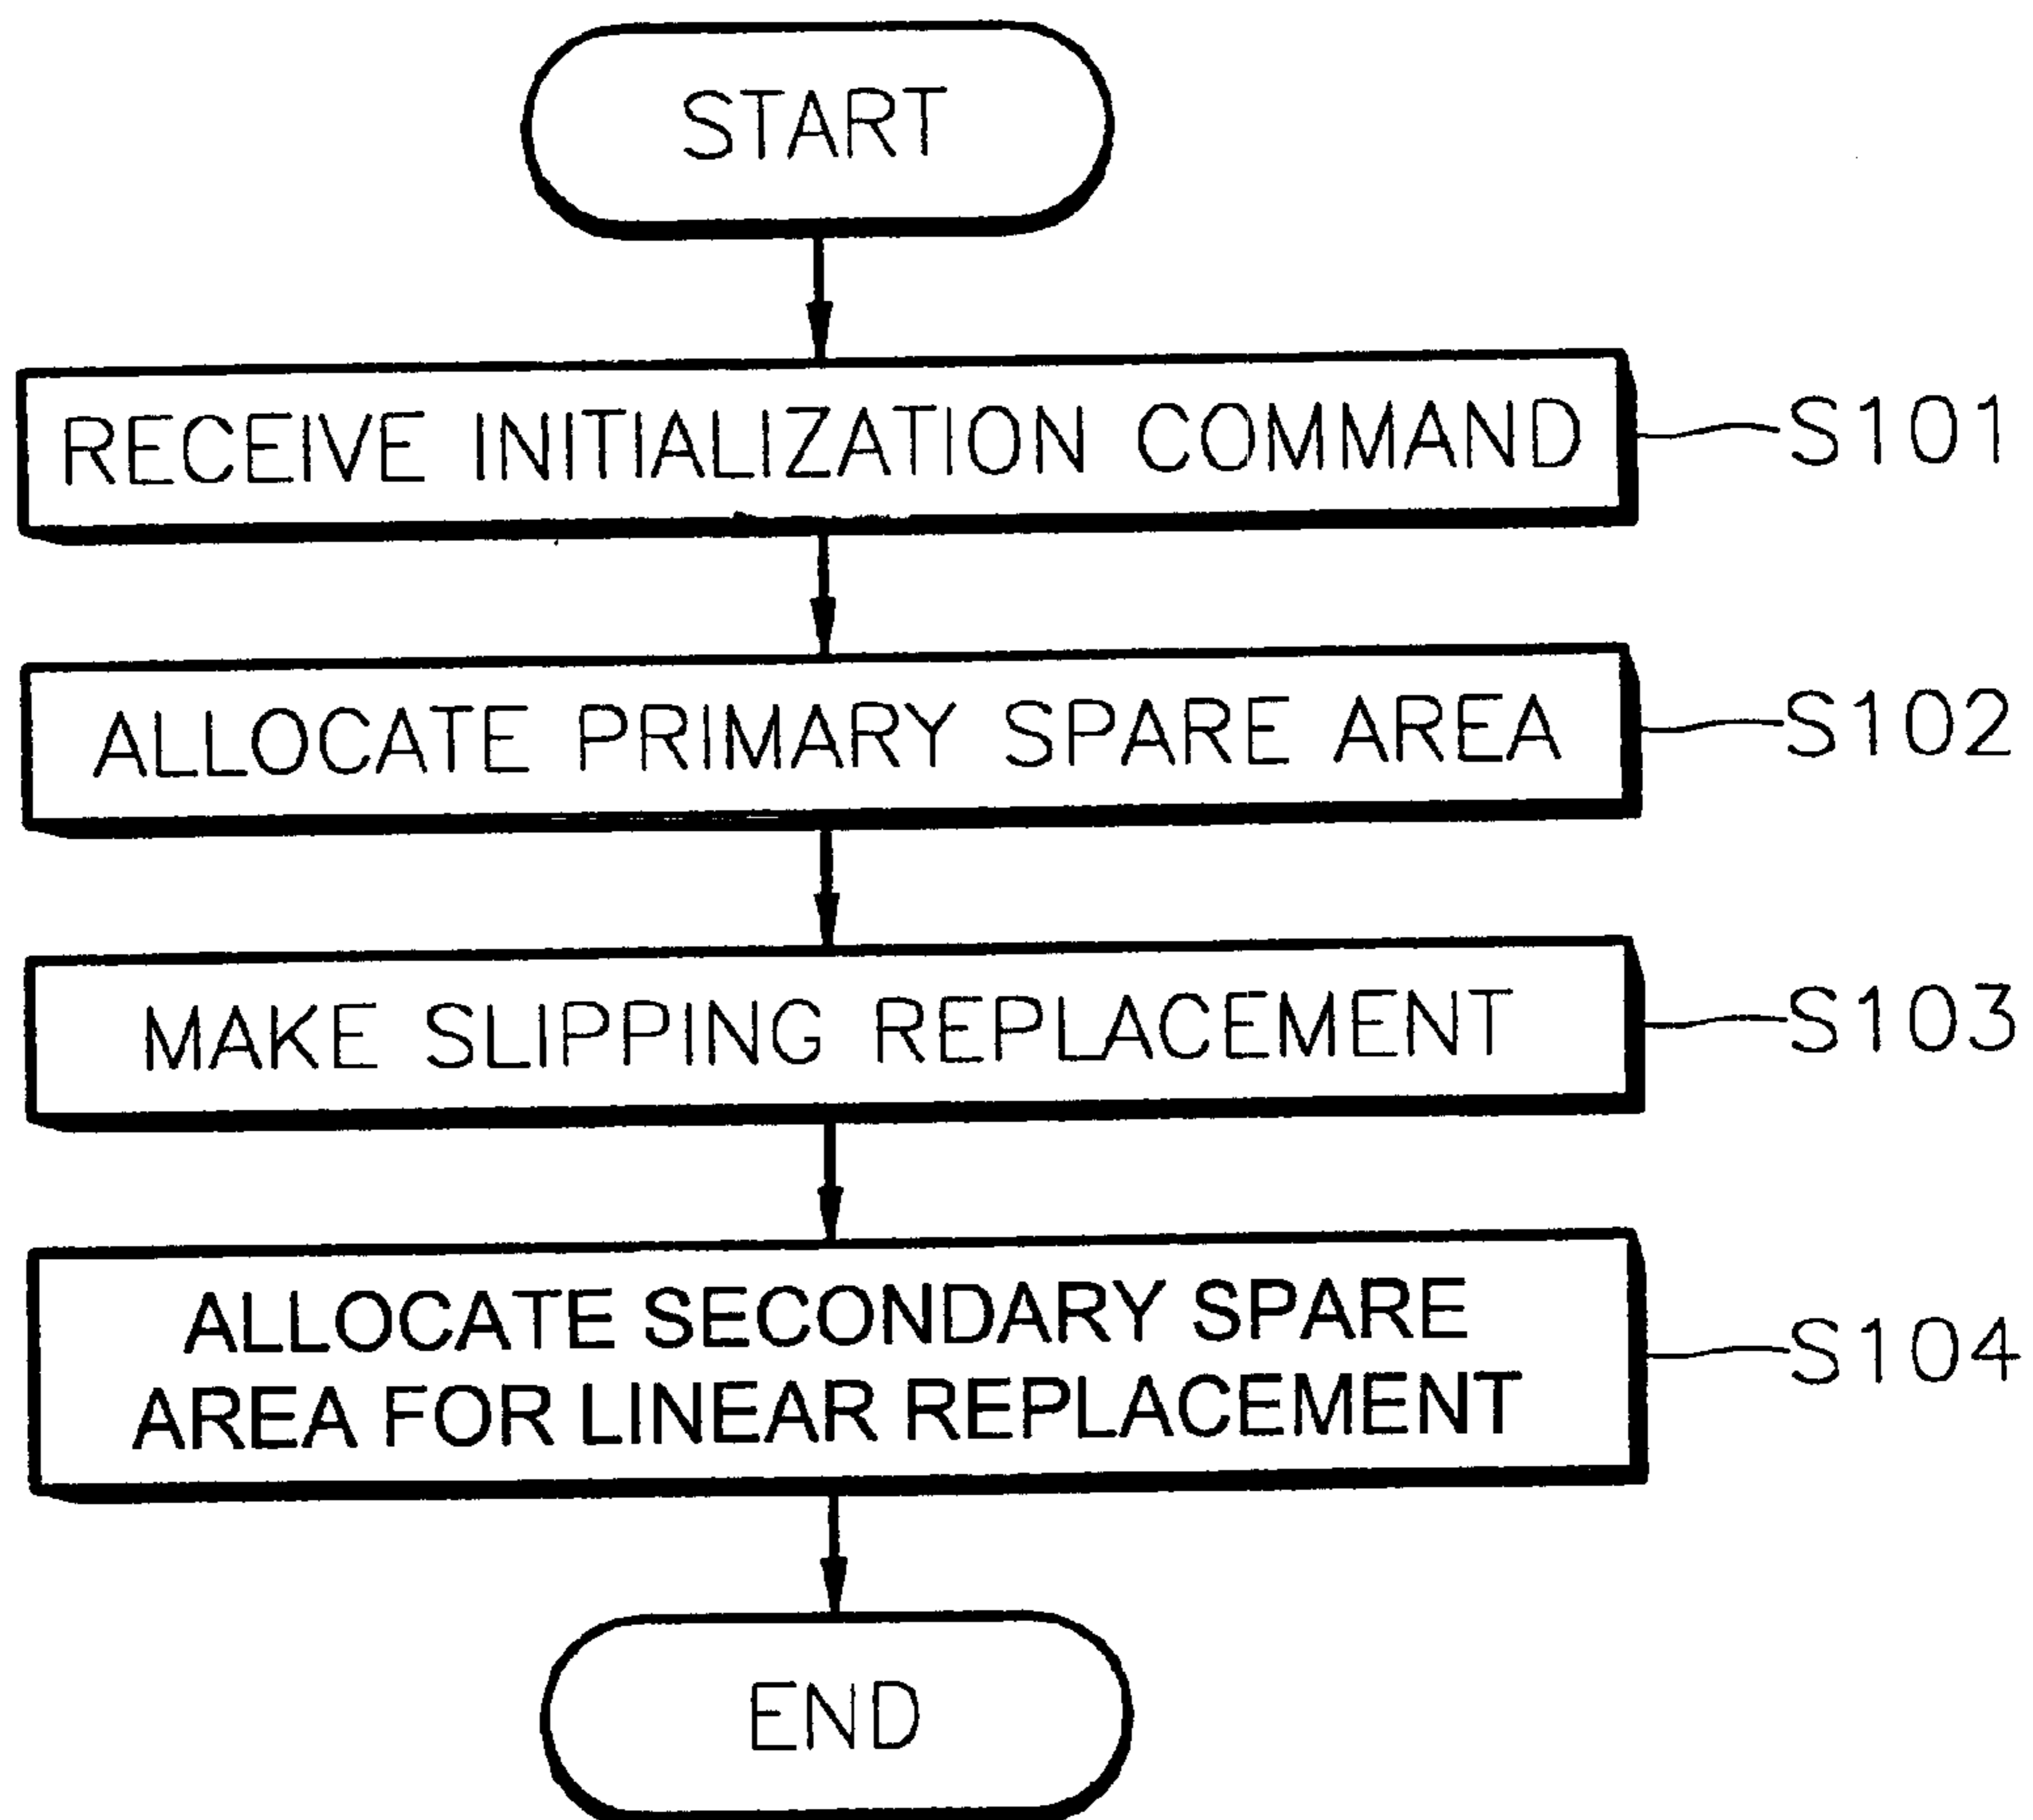 START
RECEIVE INITIALIZATION COMMAND
S101
ALLOCATE PRIMARY SPARE AREA
S102
MAKE SLIPPING REPLACEMENT
S103
ALLOCATE SECONDARY SPARE
AREA FOR LINEAR REPLACEMENT
S104
END